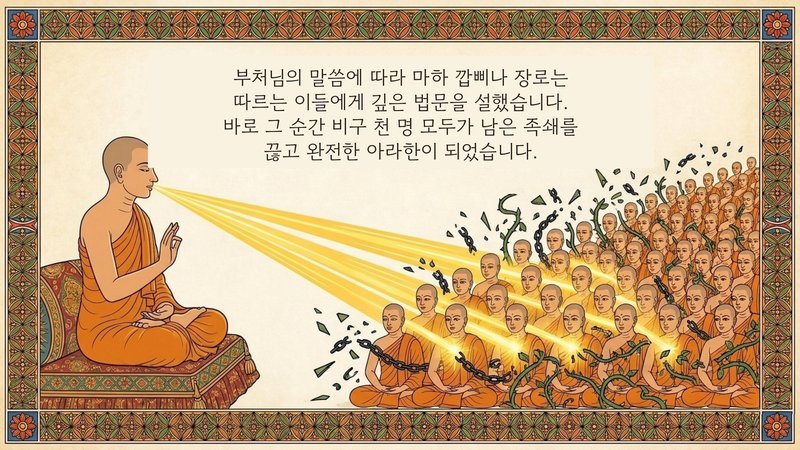 부처님의 말씀에 따라 마하 깝삐나 장로는
따르는 이들에게 깊은 법문을 설했습니다.
바로 그 순간 비구 천 명 모두가 남은 족쇄를
끊고 완전한 아라한이 되었습니다.